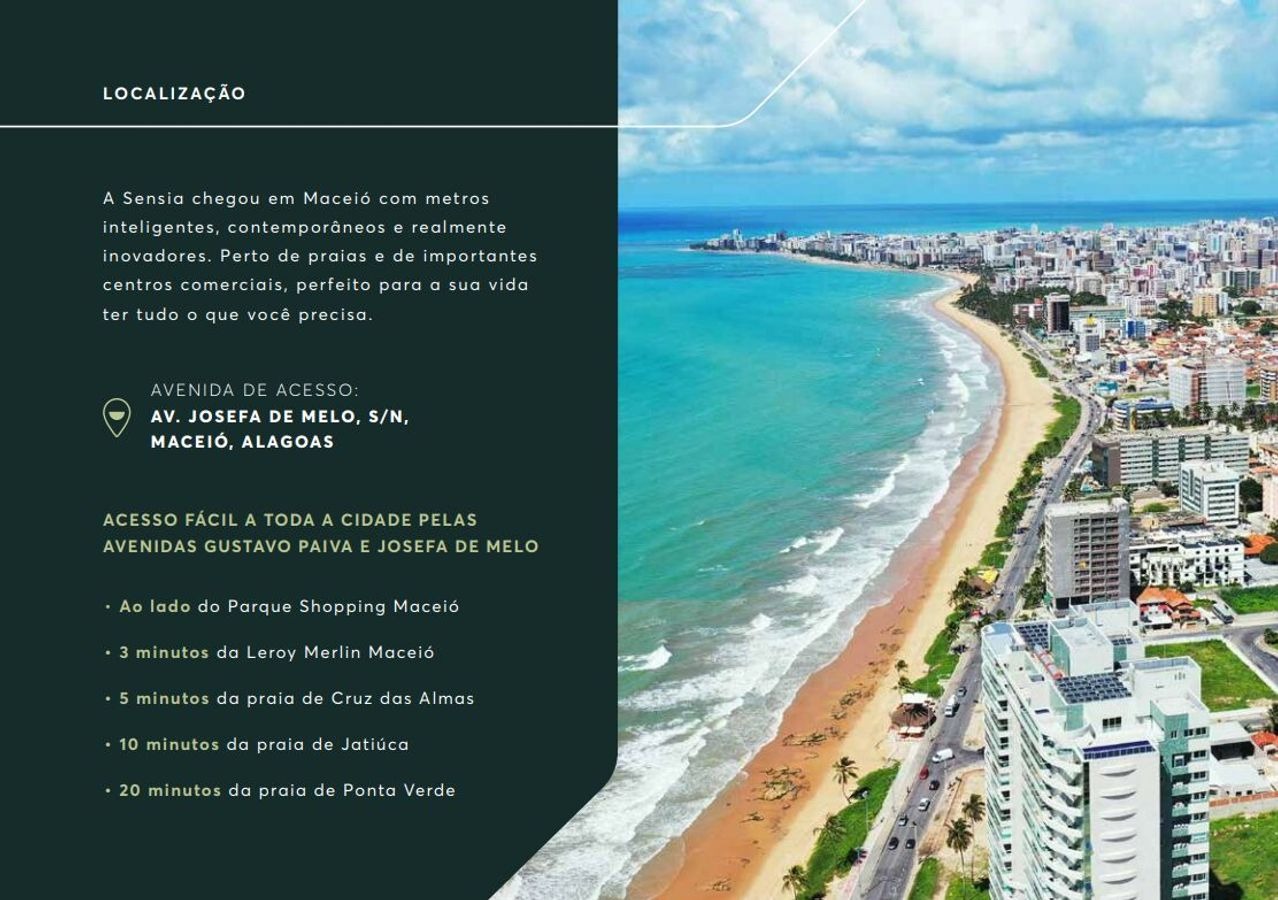 LOCALIZAÇÃO
A Sensia chegou em Maceió com metros
inteligentes, contemporâneos e realmente
inovadores. Perto de praias e de importantes
centros comerciais, perfeito para a sua vida
ter tudo o que você precisa.
AVENIDA DE ACESSO:
AV. JOSEFA DE MELO, S/N,
MACEIÓ, ALAGOAS
ACESSO FÁCIL A TODA A CIDADE PELAS
AVENIDAS GUSTAVO PAIVA E JOSEFA DE MELO
• Ao lado do Parque Shopping Maceió
• 3 minutos da Leroy Merlin Maceió
• 5 minutos da praia de Cruz das Almas
• 10 minutos da praia de Jatiúca
• 20 minutos da praia de Ponta Verde